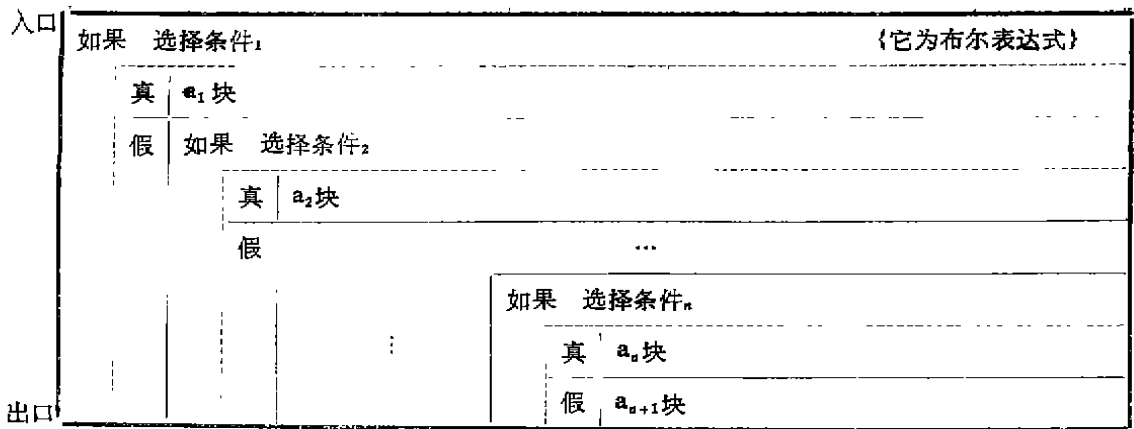 入口
如果 选择条件₁ {它为布尔表达式}
真 a₁块
假 如果 选择条件₂
真 a₂块
假 …
⋮
如果 选择条件ₙ
真 aₙ块
假 aₙ₊₁块
出口